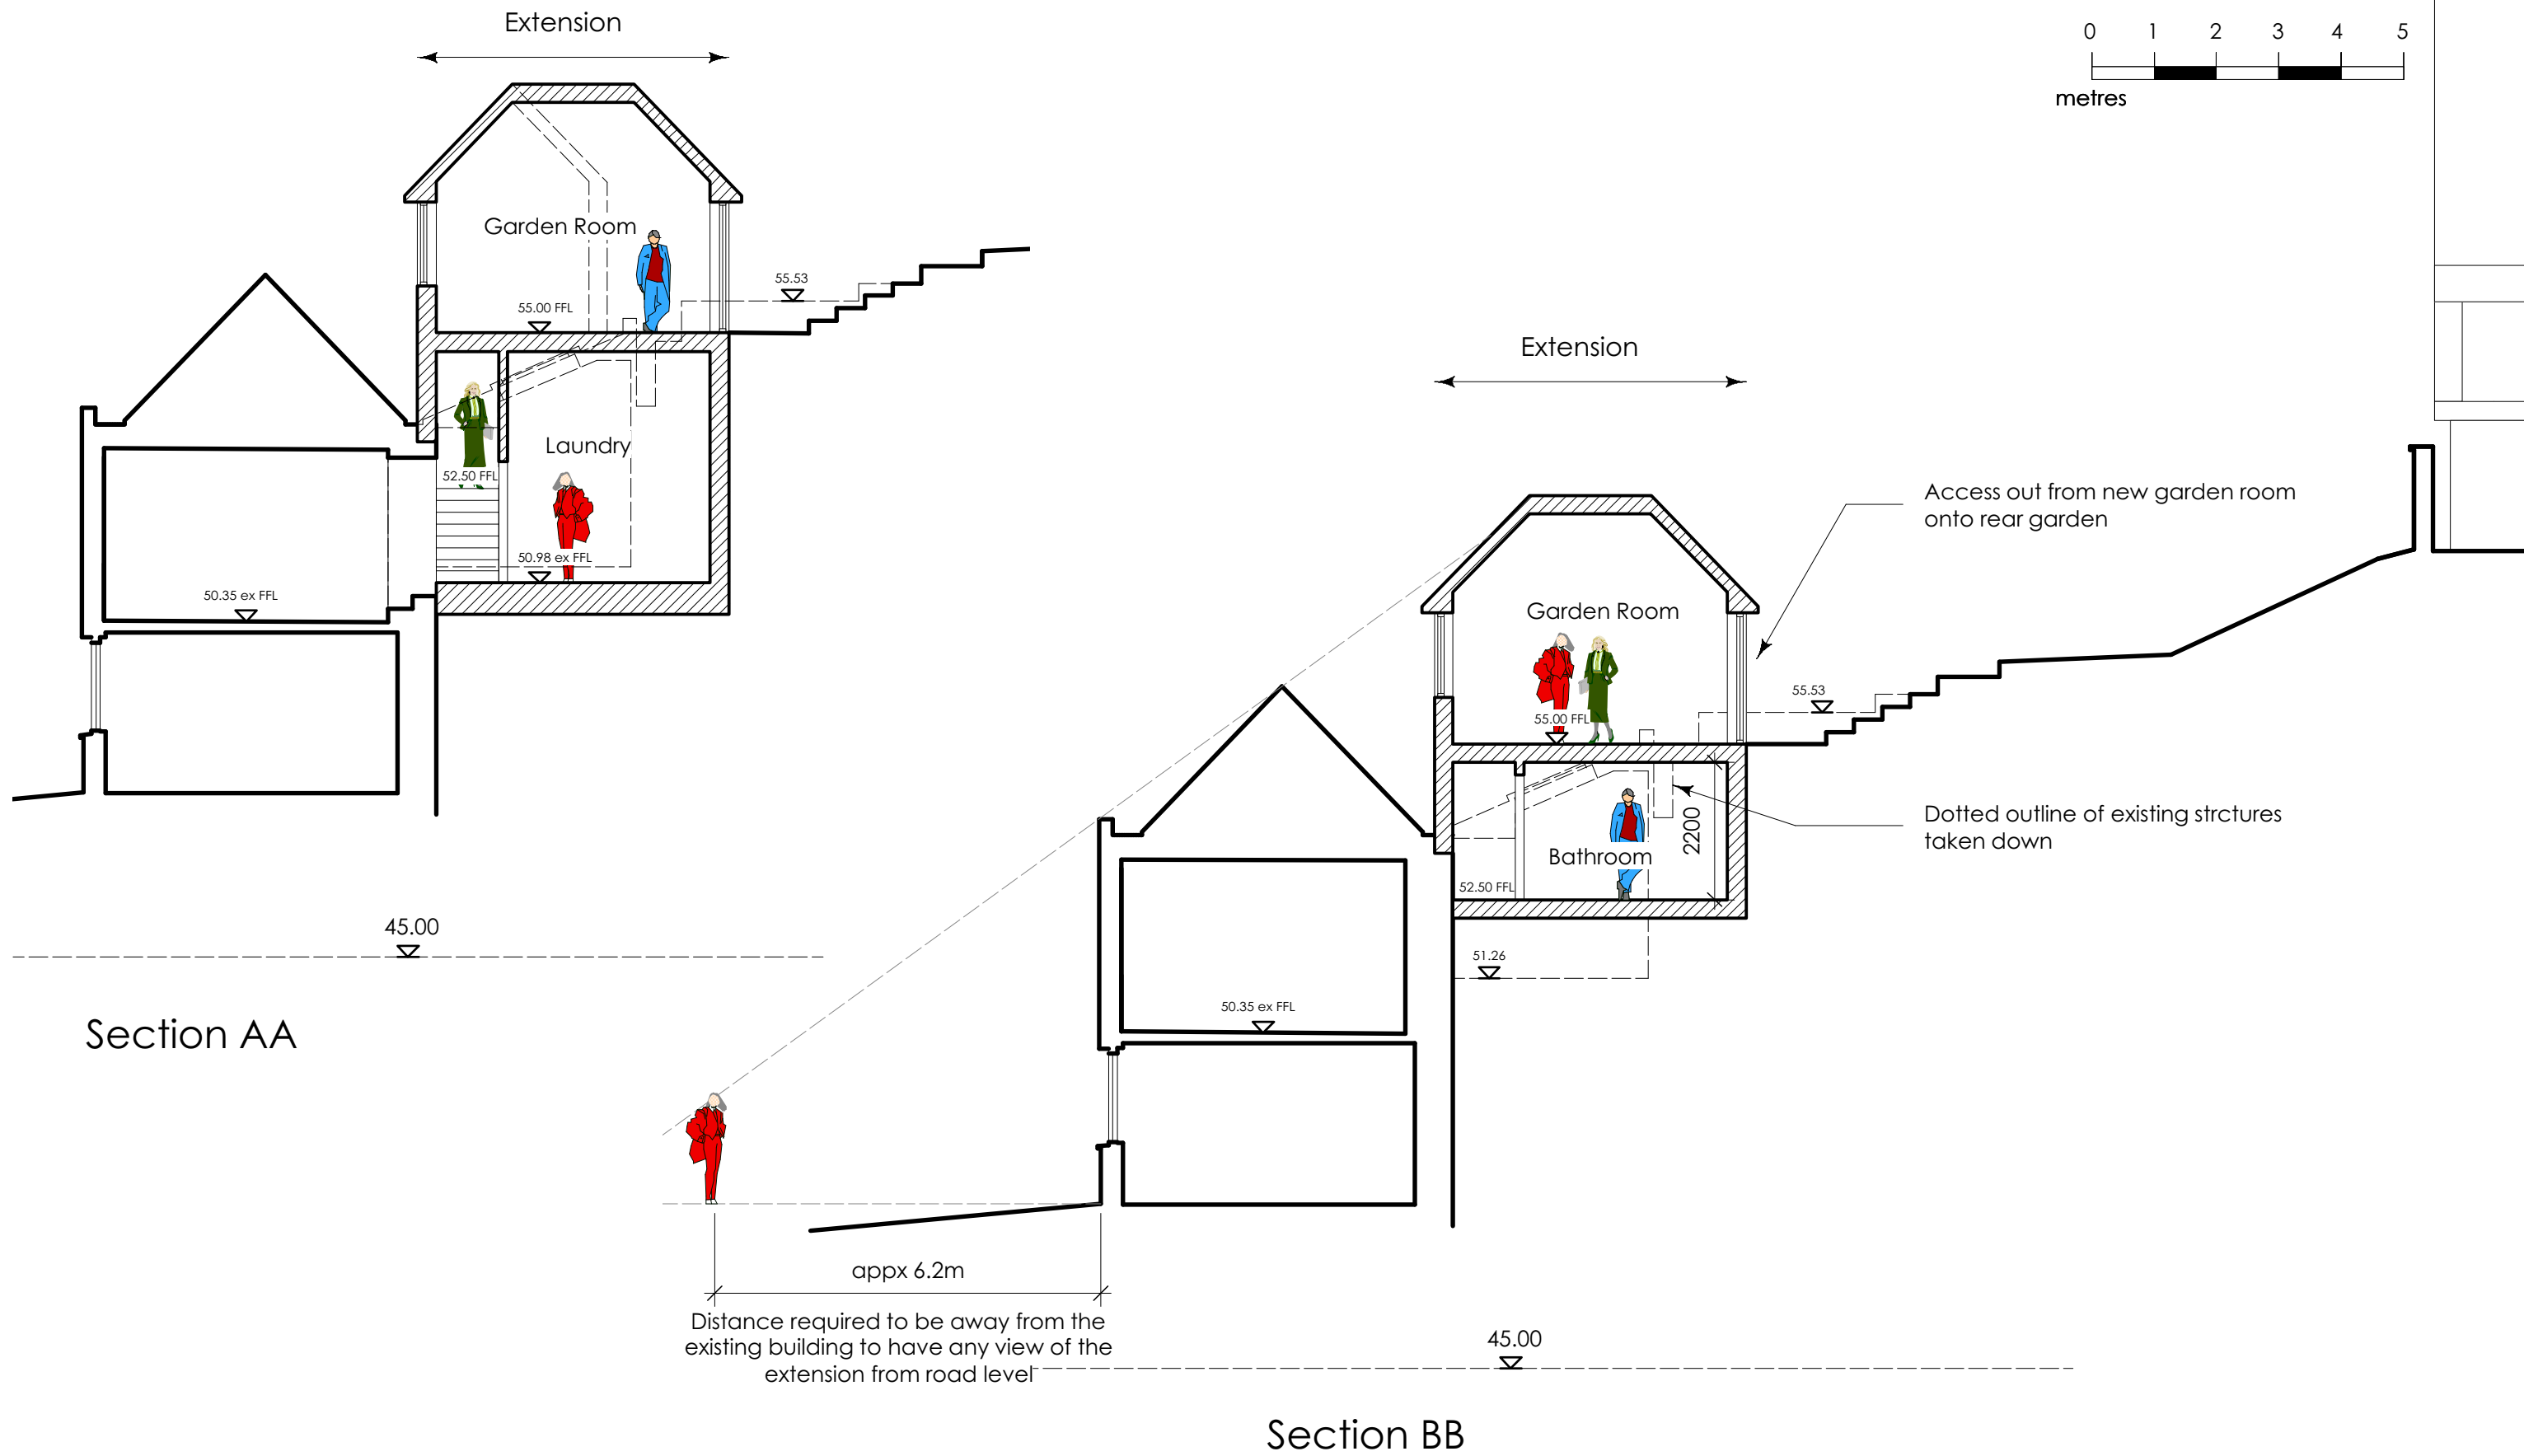 Extension
0 1 2 3 4 5
metres
Garden Room
55.53
55.00 FFL
Laundry
52.50 FFL
50.98 ex FFL
50.35 ex FFL
45.00
Section AA
Extension
Access out from new garden room
onto rear garden
Garden Room
55.53
55.00 FFL
Dotted outline of existing strctures
taken down
2200
Bathroom
52.50 FFL
51.26
50.35 ex FFL
appx 6.2m
Distance required to be away from the
existing building to have any view of the
extension from road level
45.00
Section BB